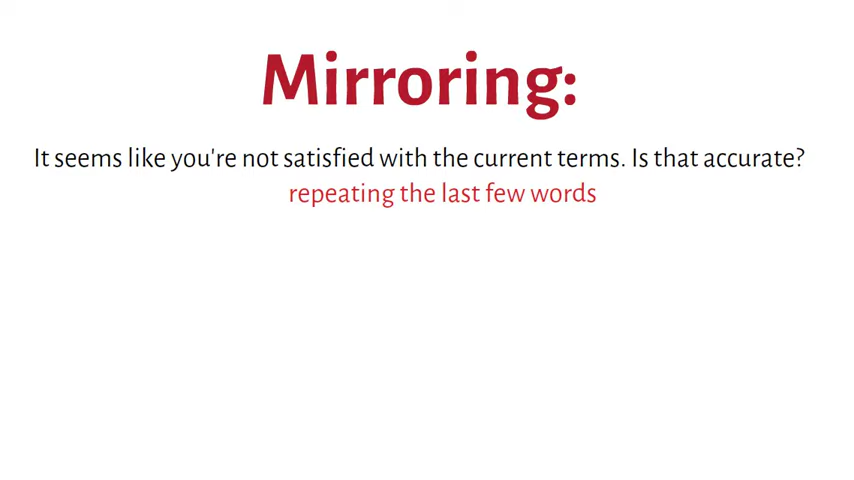 Mirroring:
It seems like you're not satisfied with the current terms. Is that accurate?
repeating the last few words